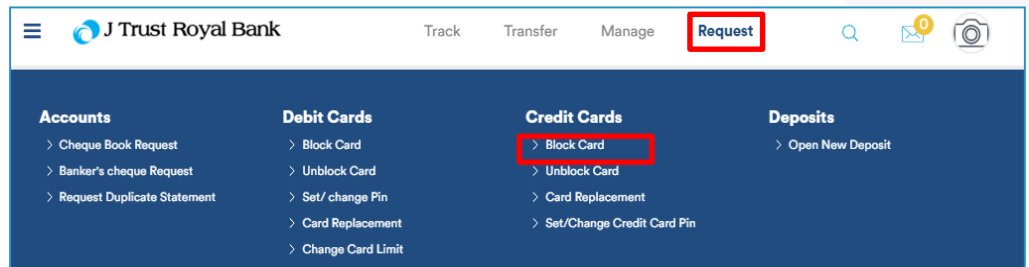 J Trust Royal Bank
Track
Transfer
Manage
Request
0
Accounts
Cheque Book Request
Banker's cheque Request
Request Duplicate Statement
Debit Cards
Block Card
Unblock Card
Set/ change Pin
Card Replacement
Change Card Limit
Credit Cards
Block Card
Unblock Card
Card Replacement
Set/Change Credit Card Pin
Deposits
Open New Deposit